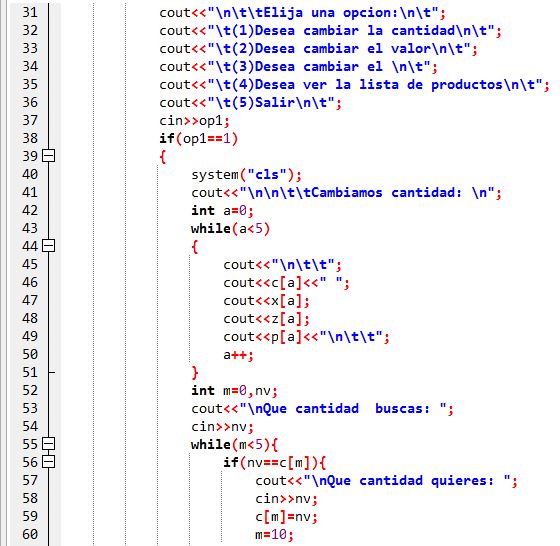 31 cout<<"\n\t\tElija una opcion:\n\t";
32 cout<<"\t(1)Desea cambiar la cantidad\n\t";
33 cout<<"\t(2)Desea cambiar el valor\n\t";
34 cout<<"\t(3)Desea cambiar el \n\t";
35 cout<<"\t(4)Desea ver la lista de productos\n\t";
36 cout<<"\t(5)Salir\n\t";
37 cin>>op1;
38 if(op1==1)
39 {
40 system("cls");
41 cout<<"\n\n\t\tCambiamos cantidad: \n";
42 int a=0;
43 while(a<5)
44 {
45 cout<<"\n\t\t";
46 cout<<c[a]<<" ";
47 cout<<x[a];
48 cout<<z[a];
49 cout<<p[a]<<"\n\t\t";
50 a++;
51 }
52 int m=0,nv;
53 cout<<"\nQue cantidad  buscas: ";
54 cin>>nv;
55 while(m<5){
56 if(nv==c[m]){
57 cout<<"\nQue cantidad quieres: ";
58 cin>>nv;
59 c[m]=nv;
60 m=10;